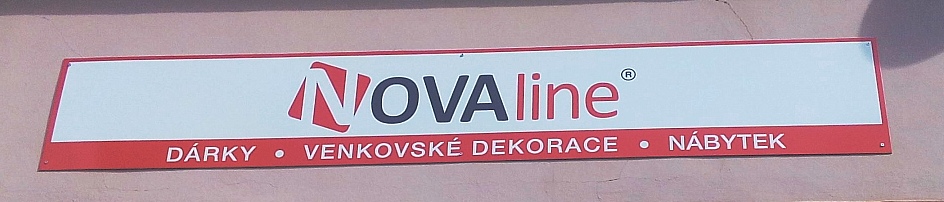 NOVAline®
DÁRKY • VENKOVSKÉ DEKORACE • NÁBYTEK